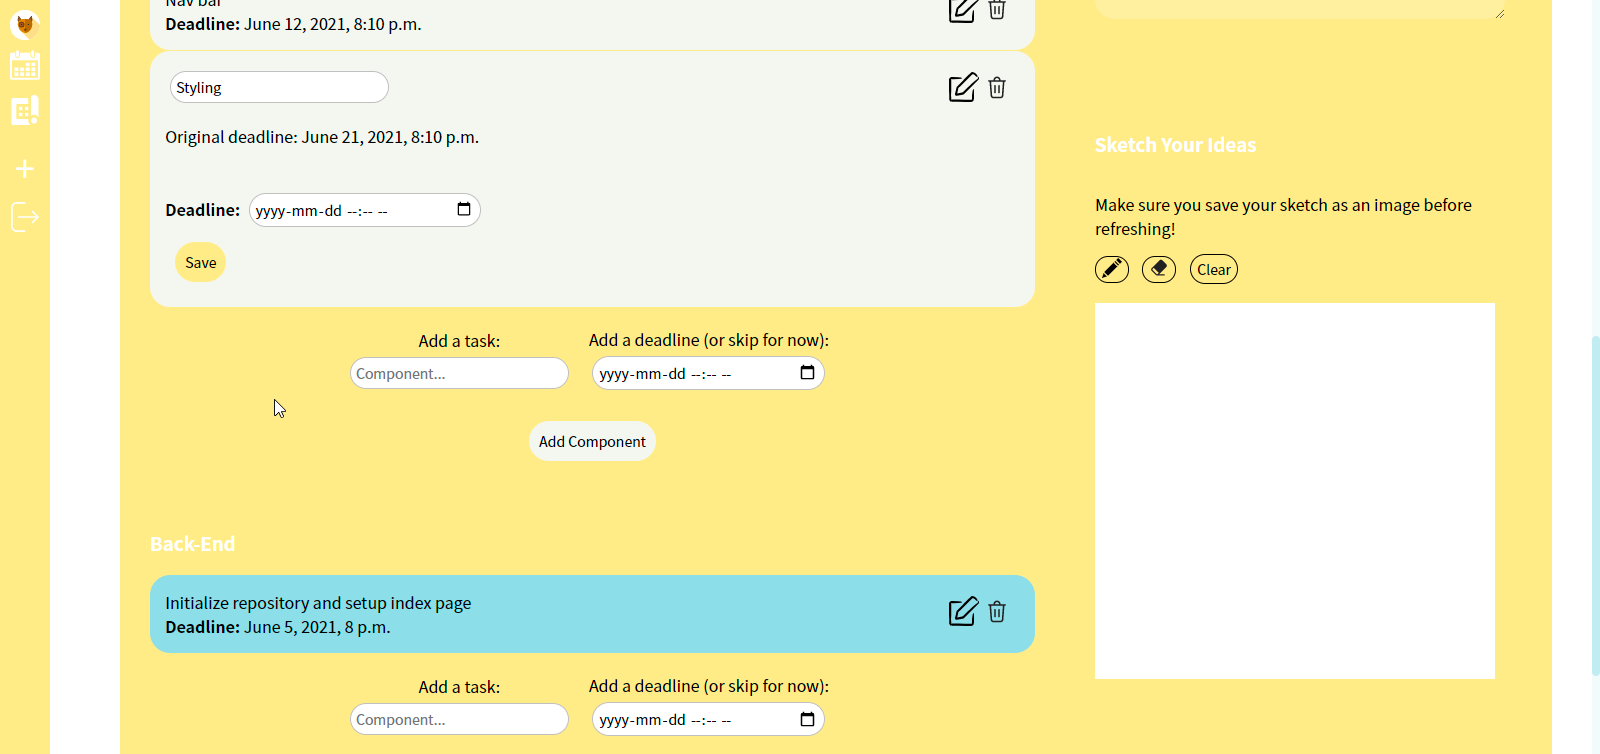 Nav bar
Deadline: June 12, 2021, 8:10 p.m.
Styling
Original deadline: June 21, 2021, 8:10 p.m.
Deadline: yyyy-mm-dd --:-- --
Save
Add a task: Add a deadline (or skip for now):
Component... yyyy-mm-dd --:-- --
Add Component
Back-End
Initialize repository and setup index page
Deadline: June 5, 2021, 8 p.m.
Add a task: Add a deadline (or skip for now):
Component... yyyy-mm-dd --:-- --
Sketch Your Ideas
Make sure you save your sketch as an image before
refreshing!
Clear